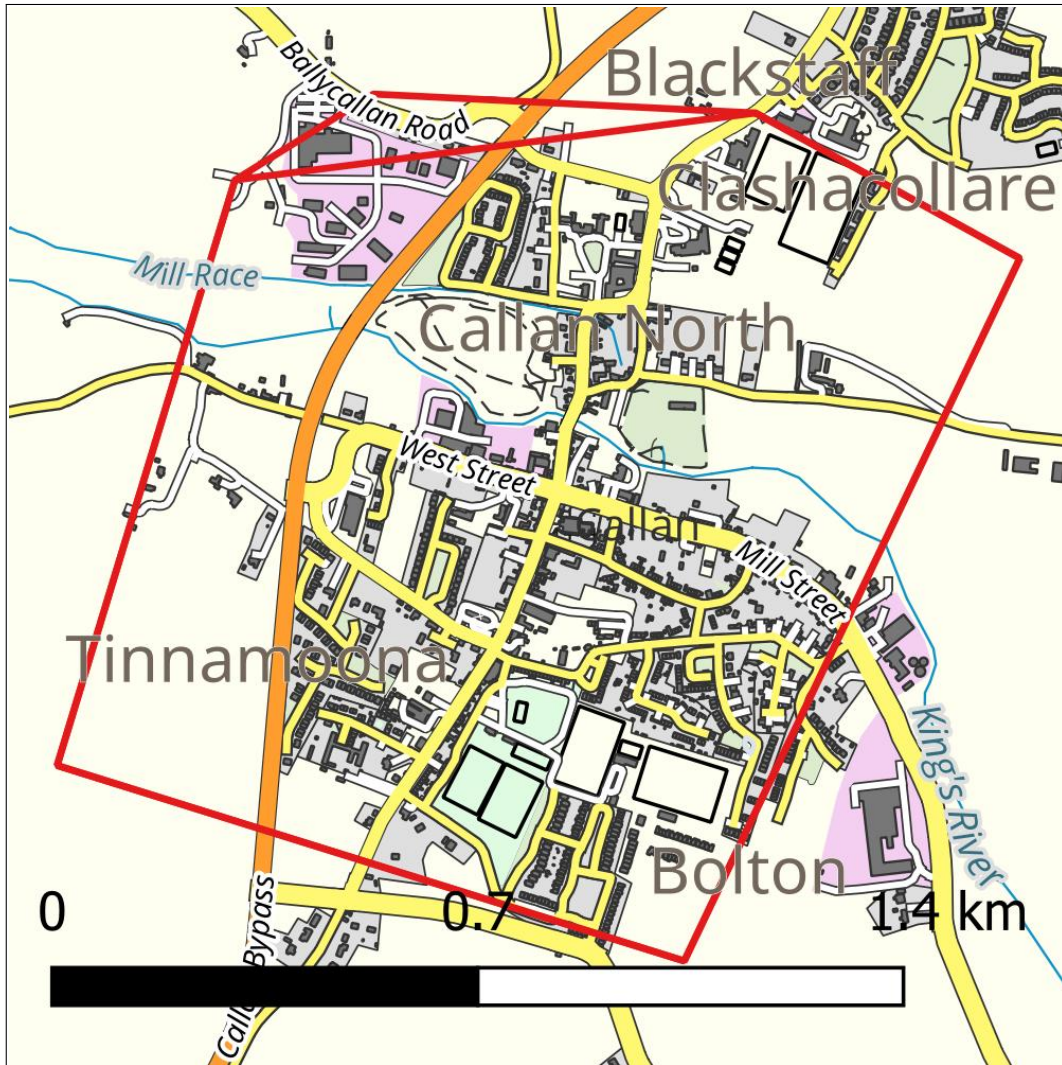 Ballycallan Road
Blackstaff
Clashacollare
Mill-Race
Callan North
West Street
Callan
Mill Street
Tinnamoona
King's-River
Bolton
0
0.7
1.4 km
Bypass